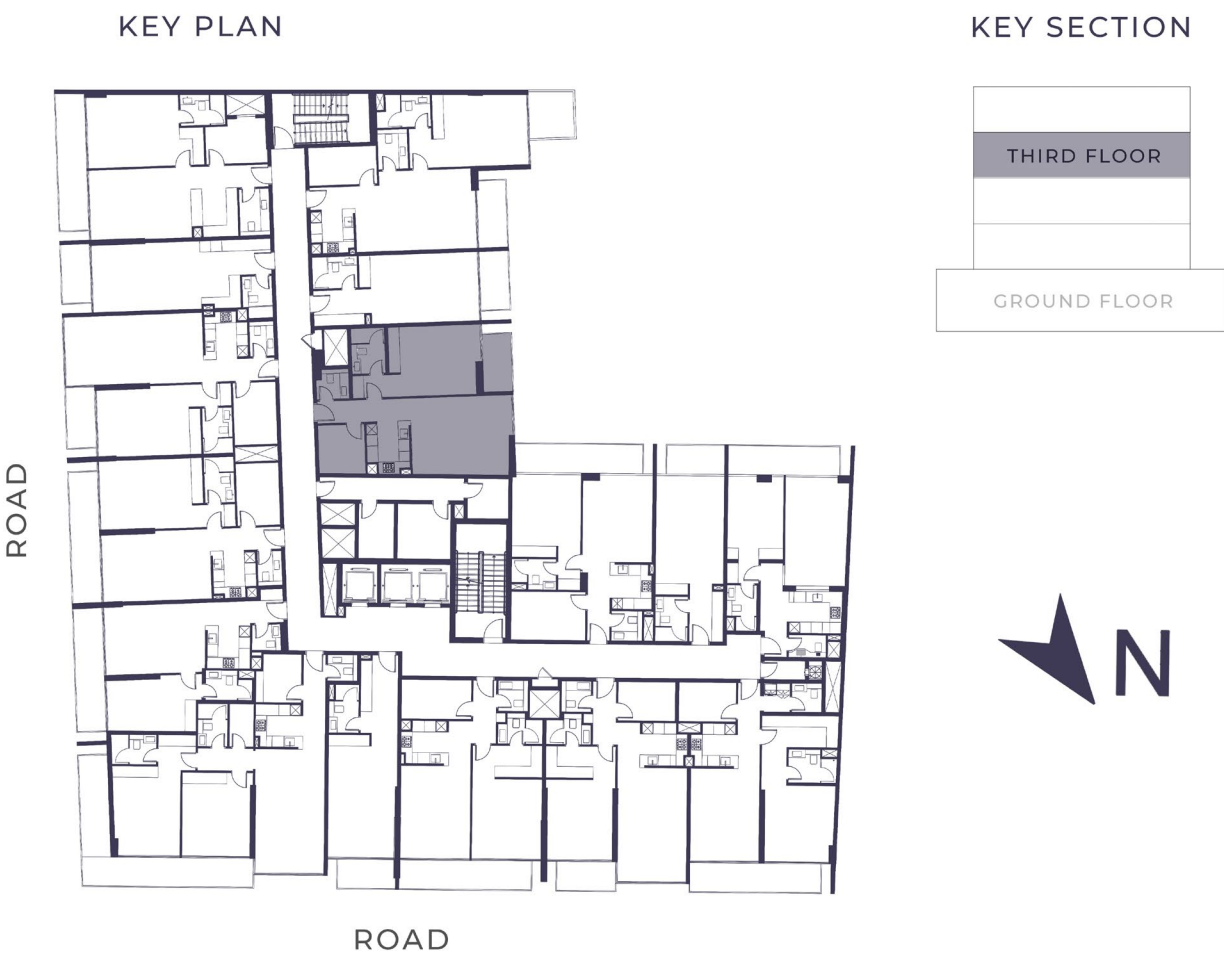 KEY PLAN
KEY SECTION
THIRD FLOOR
GROUND FLOOR
ROAD
N
ROAD